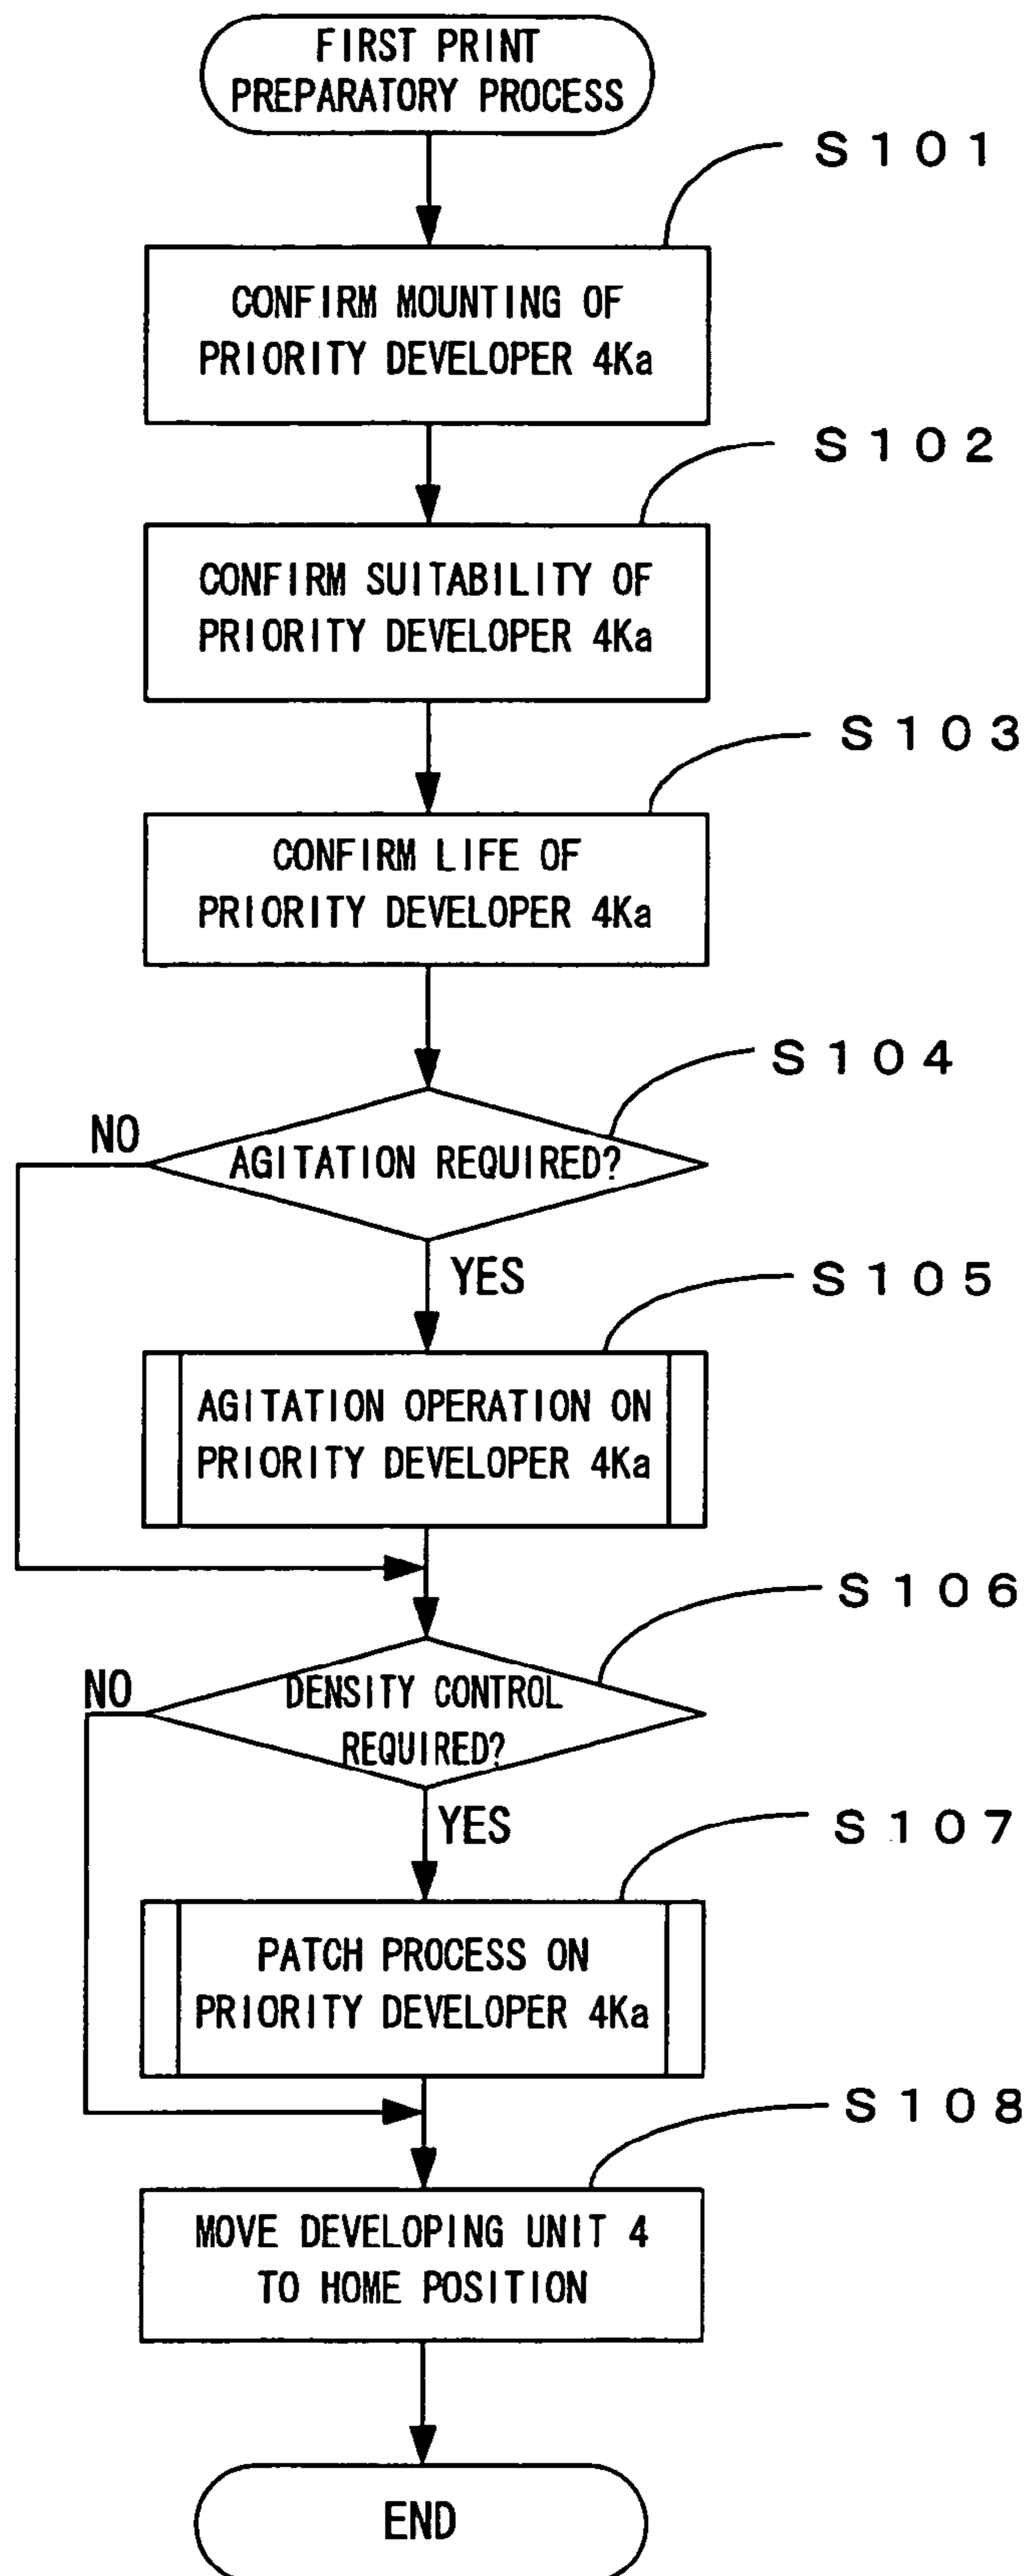 FIRST PRINT
PREPARATORY PROCESS
S101
CONFIRM MOUNTING OF
PRIORITY DEVELOPER 4Ka
S102
CONFIRM SUITABILITY OF
PRIORITY DEVELOPER 4Ka
S103
CONFIRM LIFE OF
PRIORITY DEVELOPER 4Ka
S104
NO
AGITATION REQUIRED?
YES
S105
AGITATION OPERATION ON
PRIORITY DEVELOPER 4Ka
S106
NO
DENSITY CONTROL
REQUIRED?
YES
S107
PATCH PROCESS ON
PRIORITY DEVELOPER 4Ka
S108
MOVE DEVELOPING UNIT 4
TO HOME POSITION
END